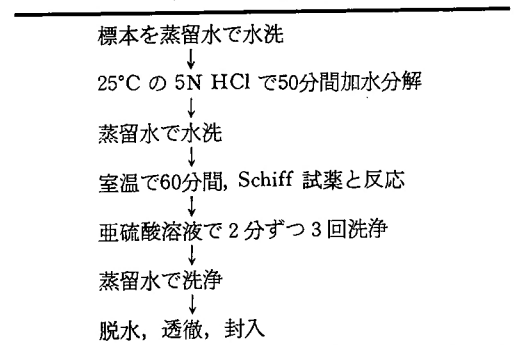 標本を蒸留水で水洗
↓
25°C の 5N HCl で50分間加水分解
↓
蒸留水で水洗
↓
室温で60分間, Schiff 試薬と反応
↓
亜硫酸溶液で2分ずつ3回洗浄
↓
蒸留水で洗浄
↓
脱水, 透徹, 封入